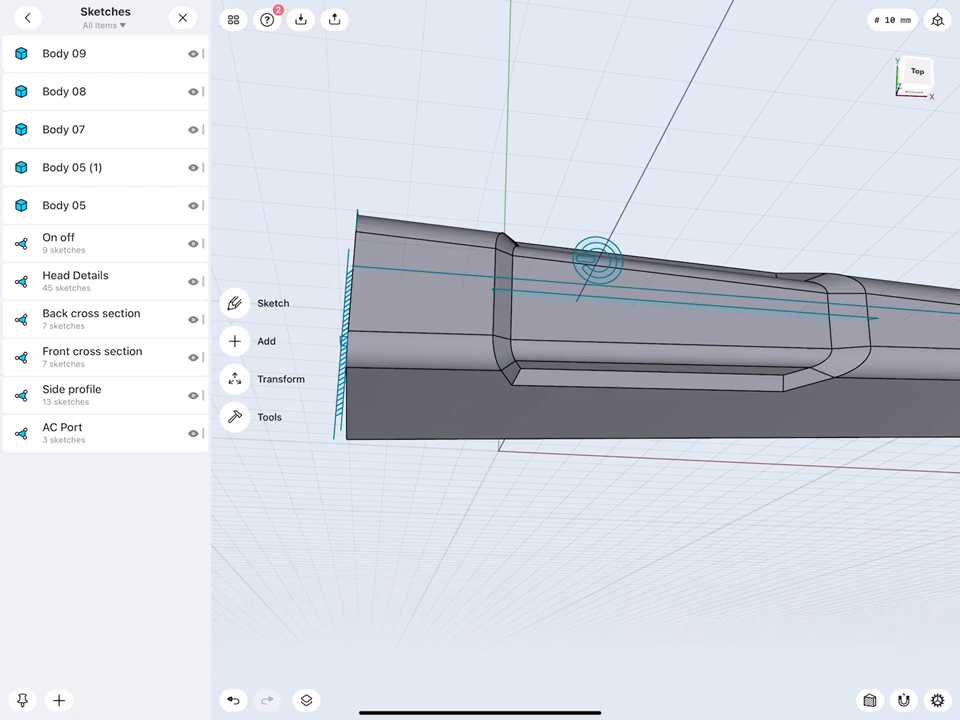 Sketches
All Items ▼
2
# 10 mm
Body 09
Body 08
Body 07
Body 05 (1)
Body 05
On off
9 sketches
Head Details
45 sketches
Back cross section
7 sketches
Front cross section
7 sketches
Side profile
13 sketches
AC Port
3 sketches
Sketch
Add
Transform
Tools
Y
Top
Z
X